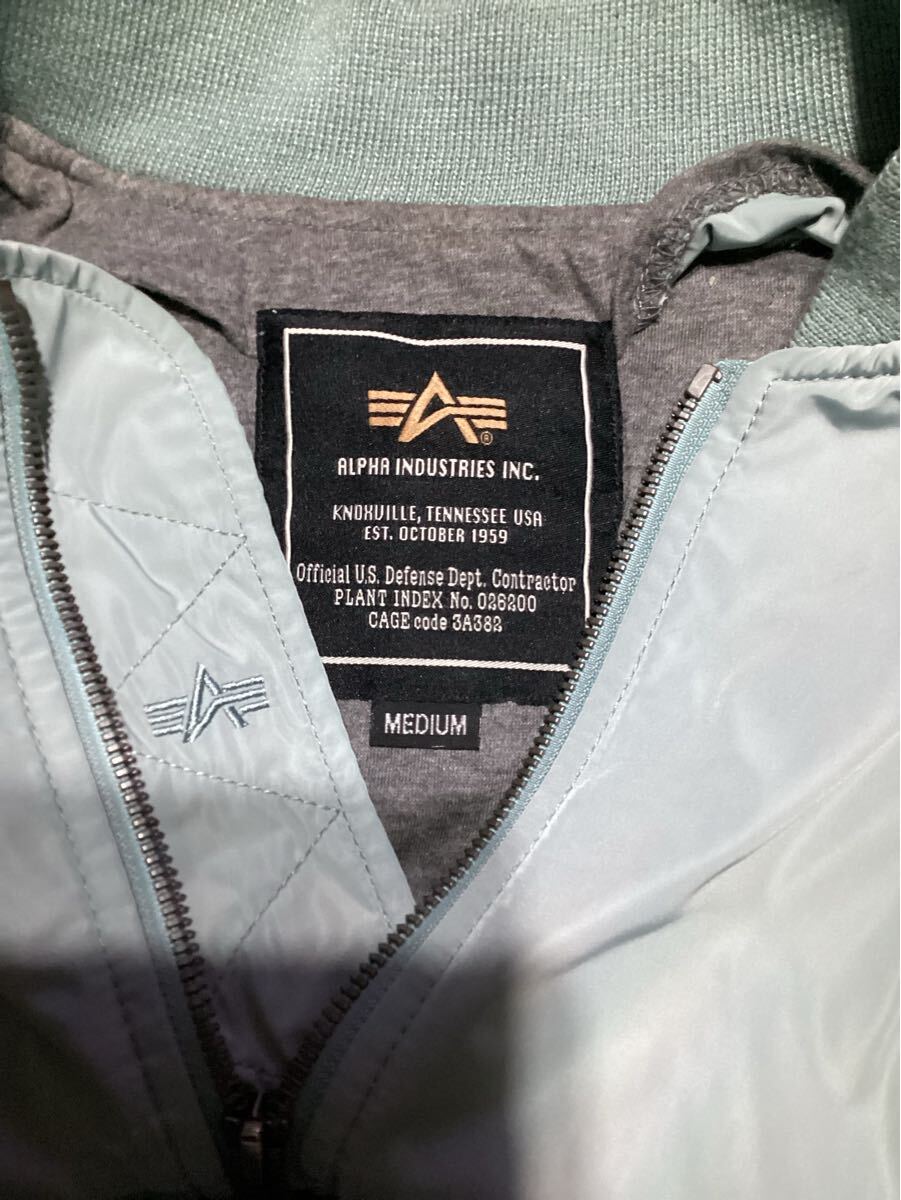 ALPHA INDUSTRIES INC.
KNOXVILLE, TENNESSEE USA
EST. OCTOBER 1959
Official U.S. Defense Dept. Contractor
PLANT INDEX No. 026200
CAGE code 3A382
MEDIUM